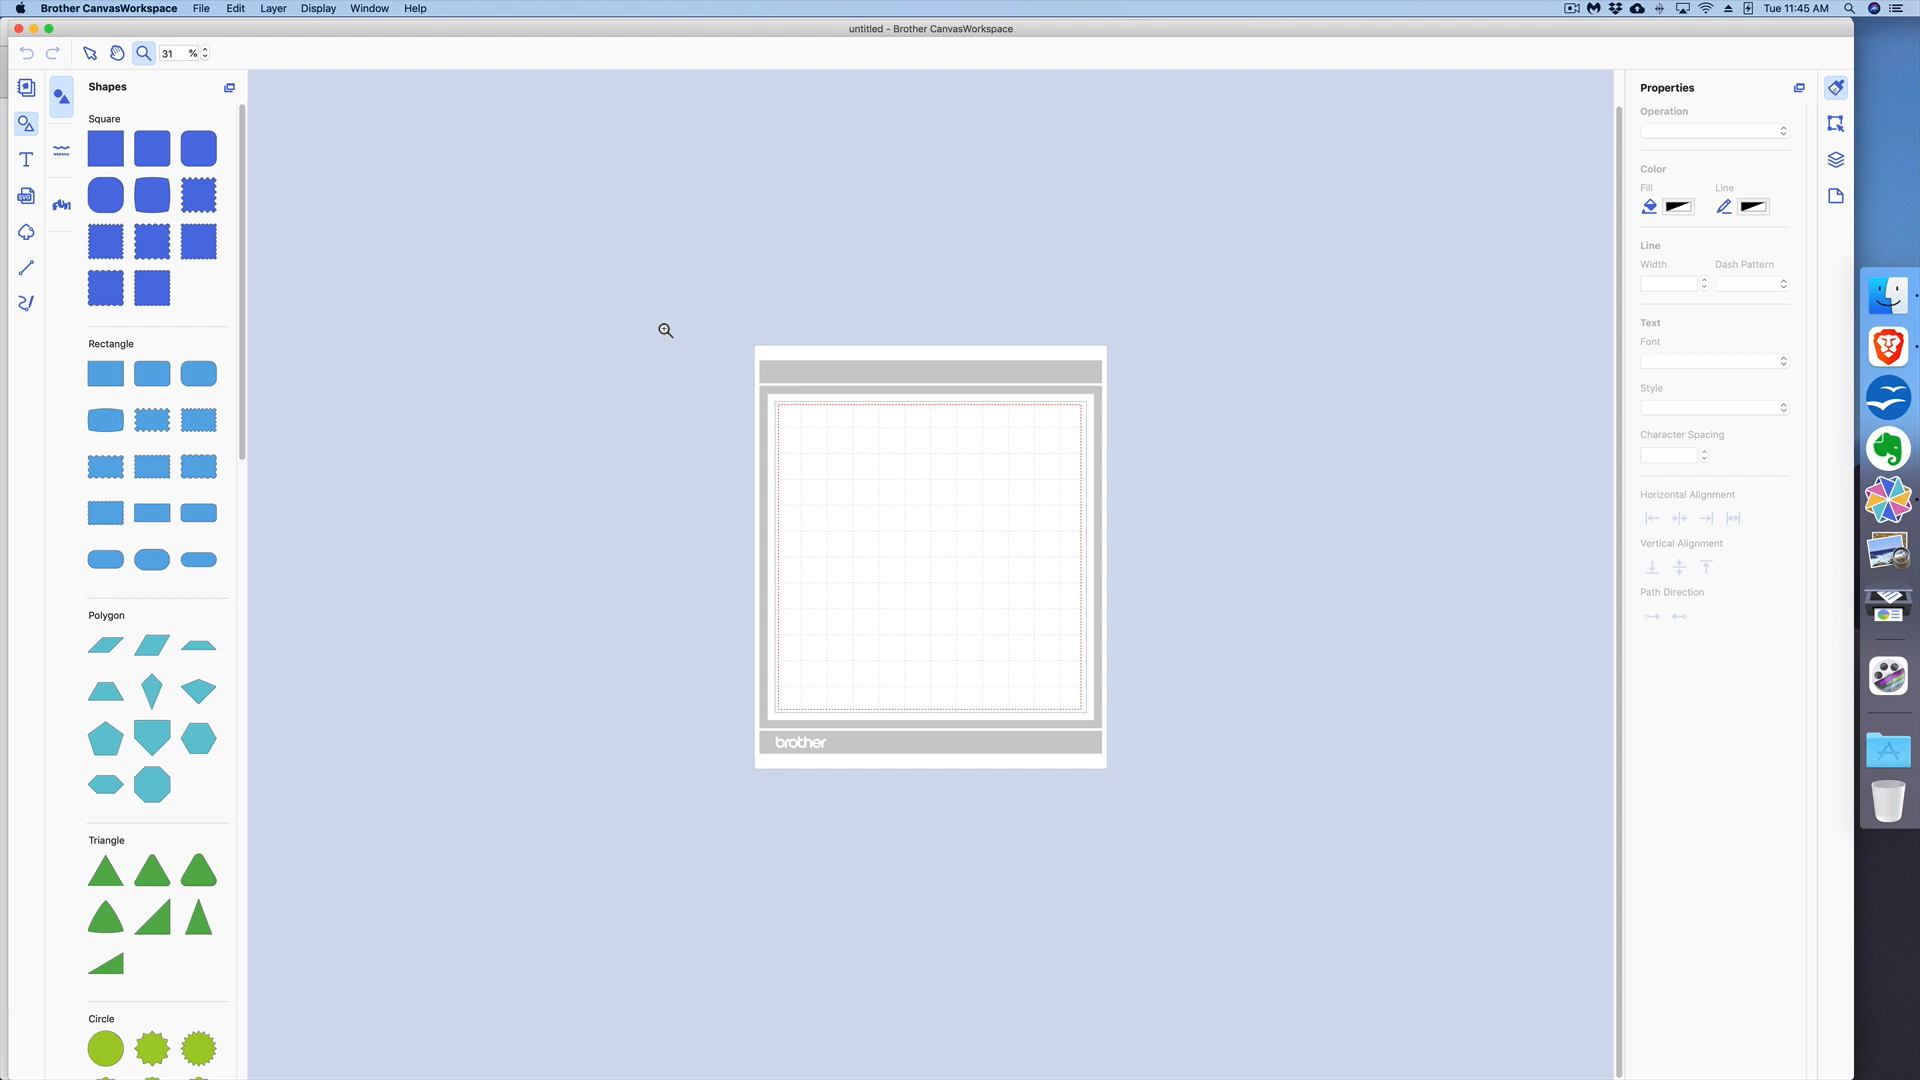 Brother CanvasWorkspace File Edit Layer Display Window Help Tue 11:45 AM
untitled - Brother CanvasWorkspace
31 %
Shapes
Square
Rectangle
Polygon
Triangle
Circle
T
SVG
fun
brother
Properties
Operation
Color
Fill Line
Line
Width Dash Pattern
Text
Font
Style
Character Spacing
Horizontal Alignment
Vertical Alignment
Path Direction